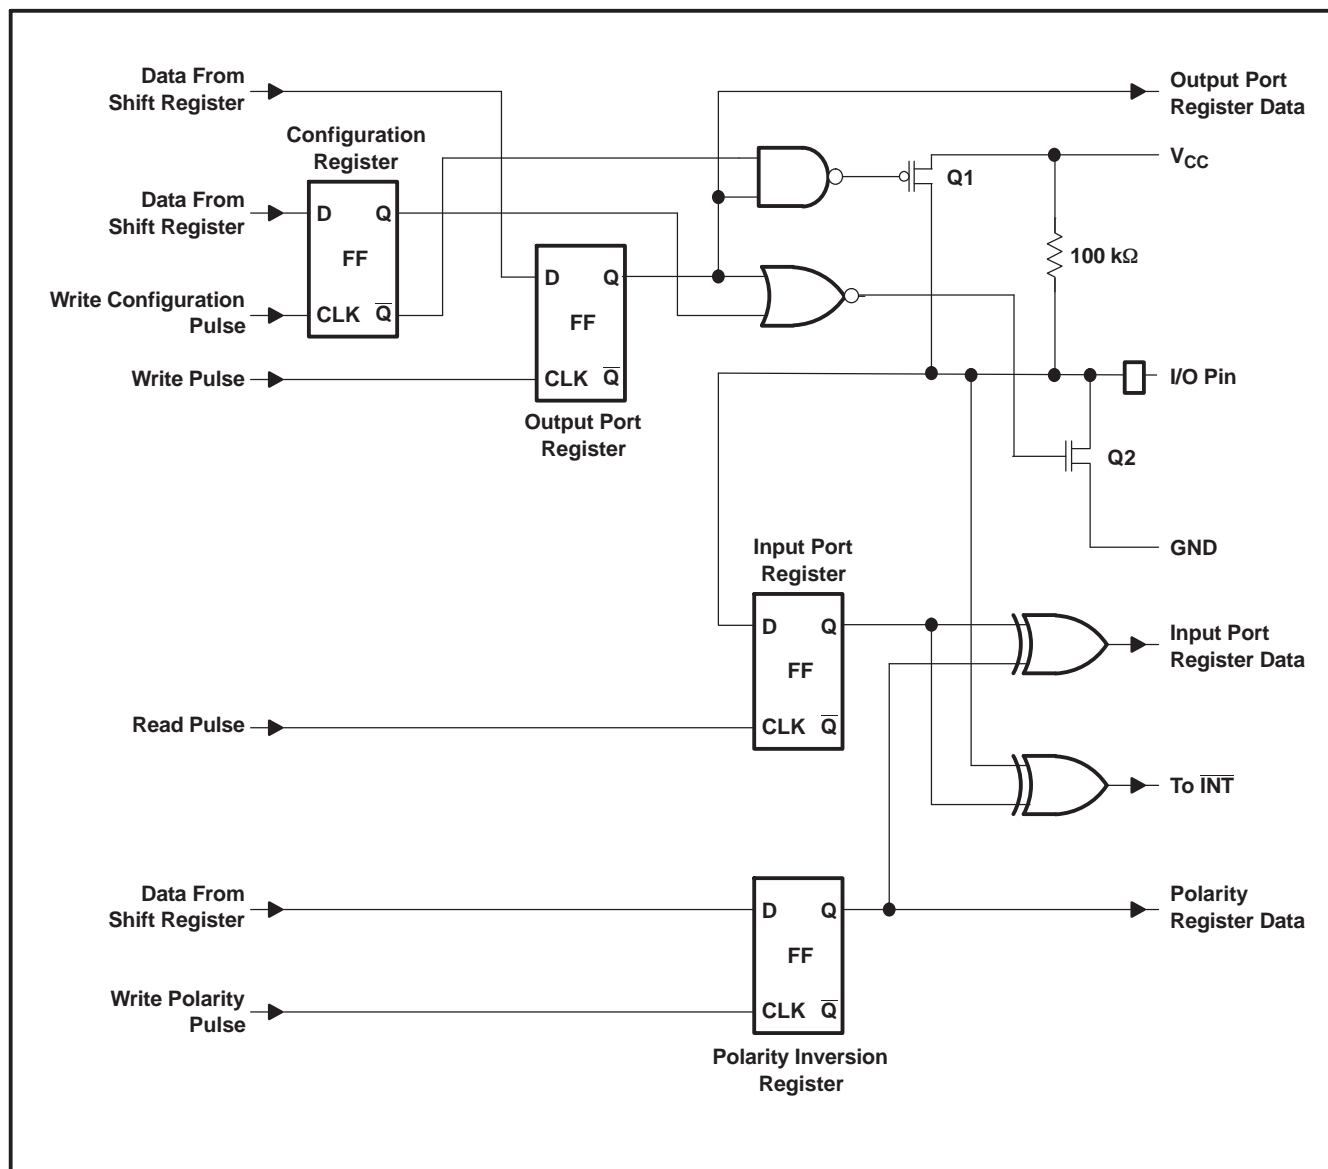 Data From
Shift Register
Output Port
Register Data
Configuration
Register
V_CC
Q1
Data From
Shift Register
D
Q
FF
100 kΩ
D
Q
Write Configuration
Pulse
CLK
Q̅
FF
Write Pulse
CLK
Q̅
I/O Pin
Output Port
Register
Q2
GND
Input Port
Register
D
Q
Input Port
Register Data
FF
Read Pulse
CLK
Q̅
To I̅N̅T̅
Data From
Shift Register
D
Q
Polarity
Register Data
FF
Write Polarity
Pulse
CLK
Q̅
Polarity Inversion
Register